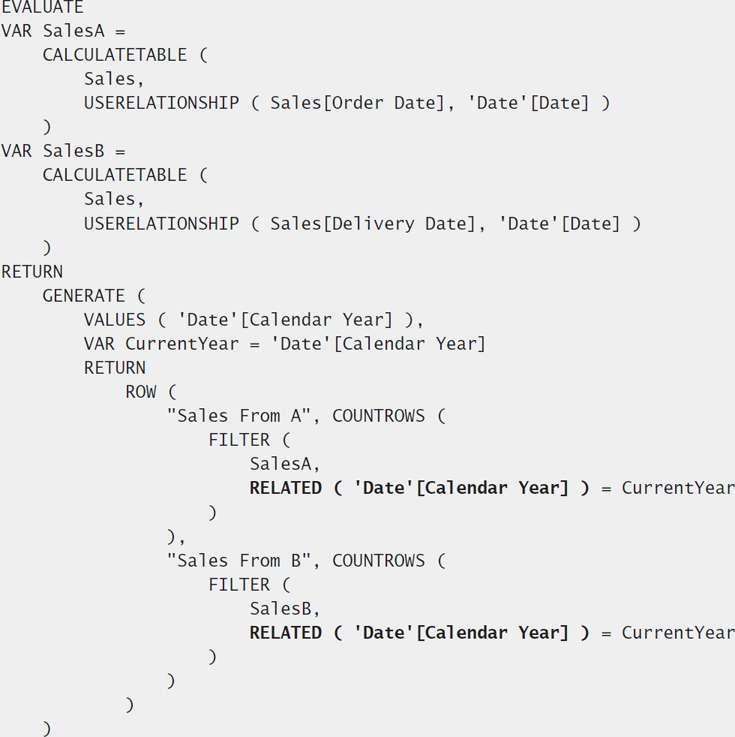 EVALUATE
VAR SalesA =
    CALCULATETABLE (
        Sales,
        USERELATIONSHIP ( Sales[Order Date], 'Date'[Date] )
    )
VAR SalesB =
    CALCULATETABLE (
        Sales,
        USERELATIONSHIP ( Sales[Delivery Date], 'Date'[Date] )
    )
RETURN
    GENERATE (
        VALUES ( 'Date'[Calendar Year] ),
        VAR CurrentYear = 'Date'[Calendar Year]
        RETURN
            ROW (
                "Sales From A", COUNTROWS (
                    FILTER (
                        SalesA,
                        RELATED ( 'Date'[Calendar Year] ) = CurrentYear
                    )
                ),
                "Sales From B", COUNTROWS (
                    FILTER (
                        SalesB,
                        RELATED ( 'Date'[Calendar Year] ) = CurrentYear
                    )
                )
            )
    )